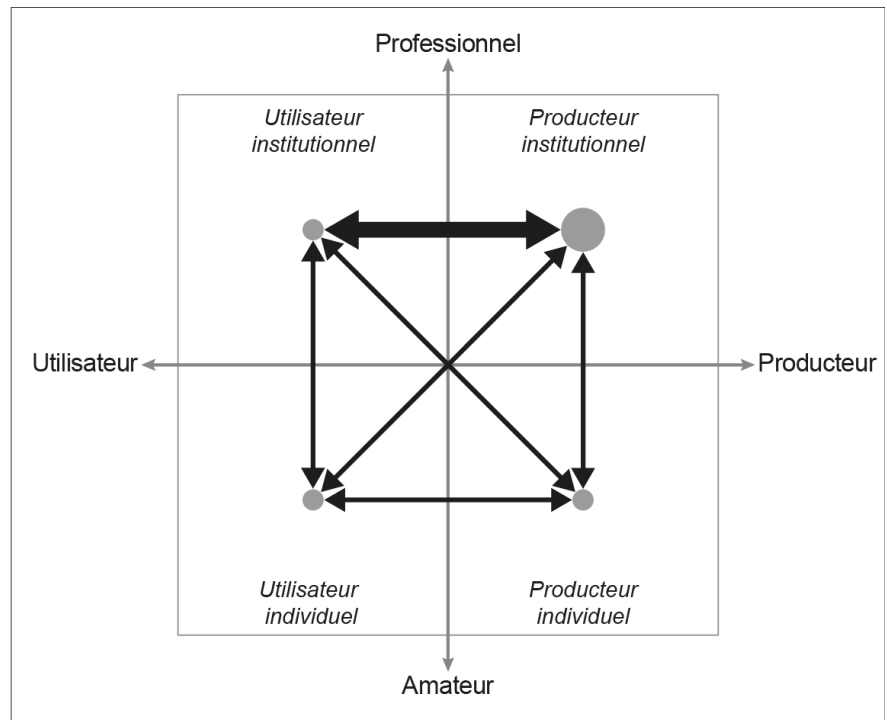 Professionnel
Utilisateur
institutionnel
Producteur
institutionnel
Utilisateur
Producteur
Utilisateur
individuel
Producteur
individuel
Amateur